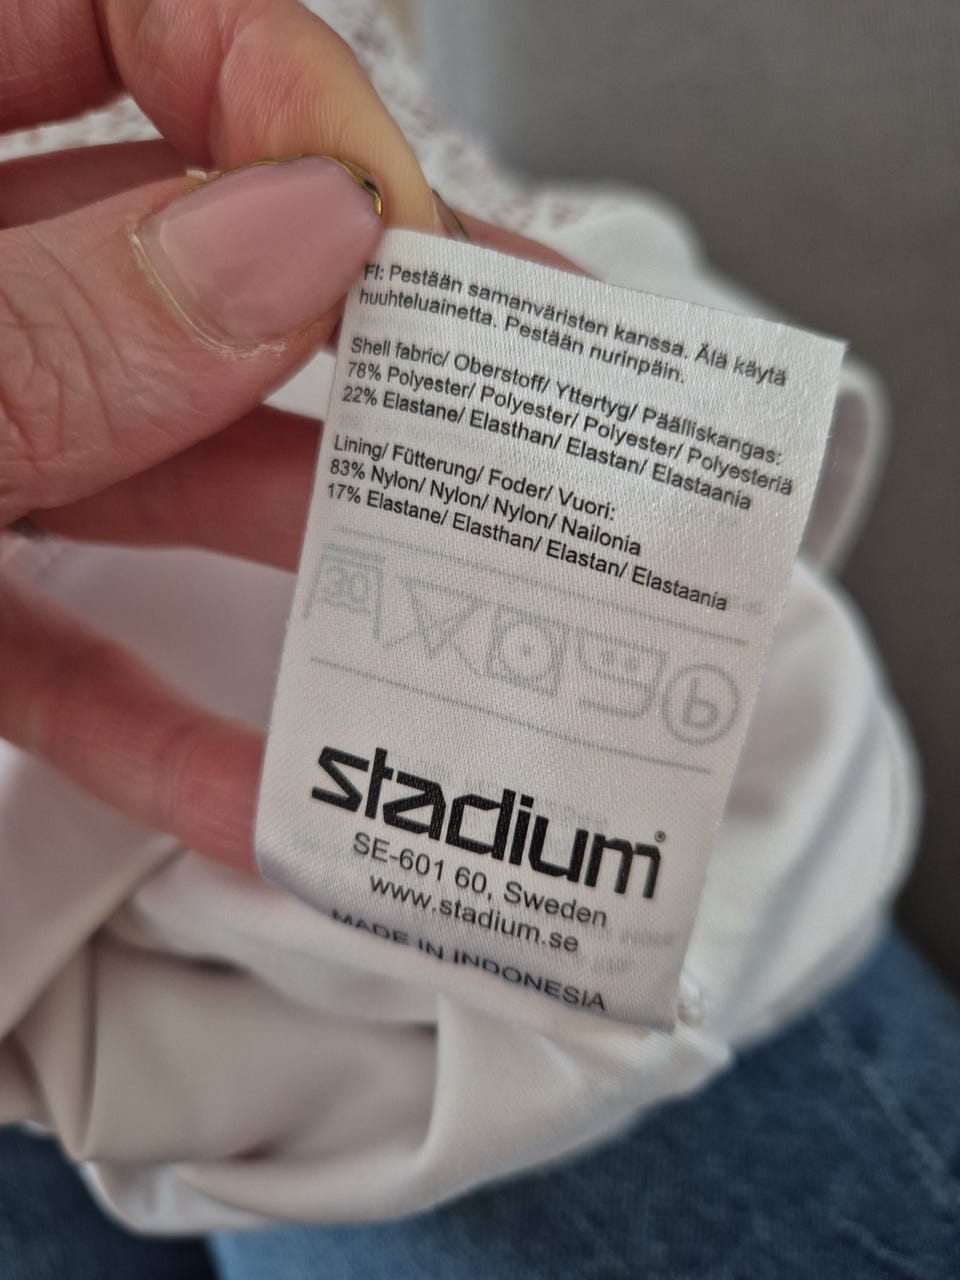 FI: Pestään samanväristen kanssa. Älä käytä
huuhteluainetta. Pestään nurinpäin.
Shell fabric/ Oberstoff/ Yttertyg/ Päälliskangas:
78% Polyester/ Polyester/ Polyester/ Polyesteriä
22% Elastane/ Elasthan/ Elastan/ Elastaania
Lining/ Fütterung/ Foder/ Vuori:
83% Nylon/ Nylon/ Nylon/ Nailonia
17% Elastane/ Elasthan/ Elastan/ Elastaania
stadium®
SE-601 60, Sweden
www.stadium.se
MADE IN INDONESIA